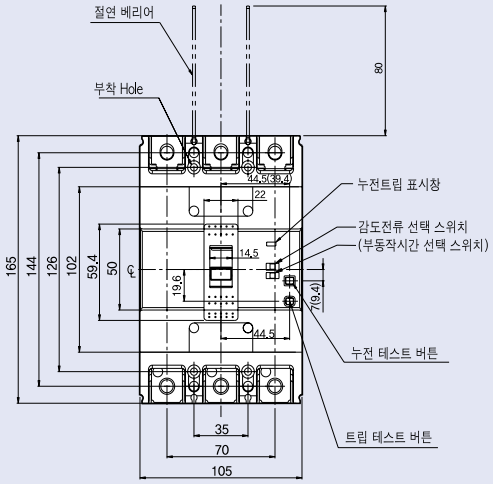 절연 베리어
80
부착 Hole
44.5(39.4)
22
누전트립 표시창
감도전류 선택 스위치
(부동작시간 선택 스위치)
14.5
165
144
126
102
59.4
50
℄
19.6
7(9.4)
44.5
누전 테스트 버튼
트립 테스트 버튼
35
70
105